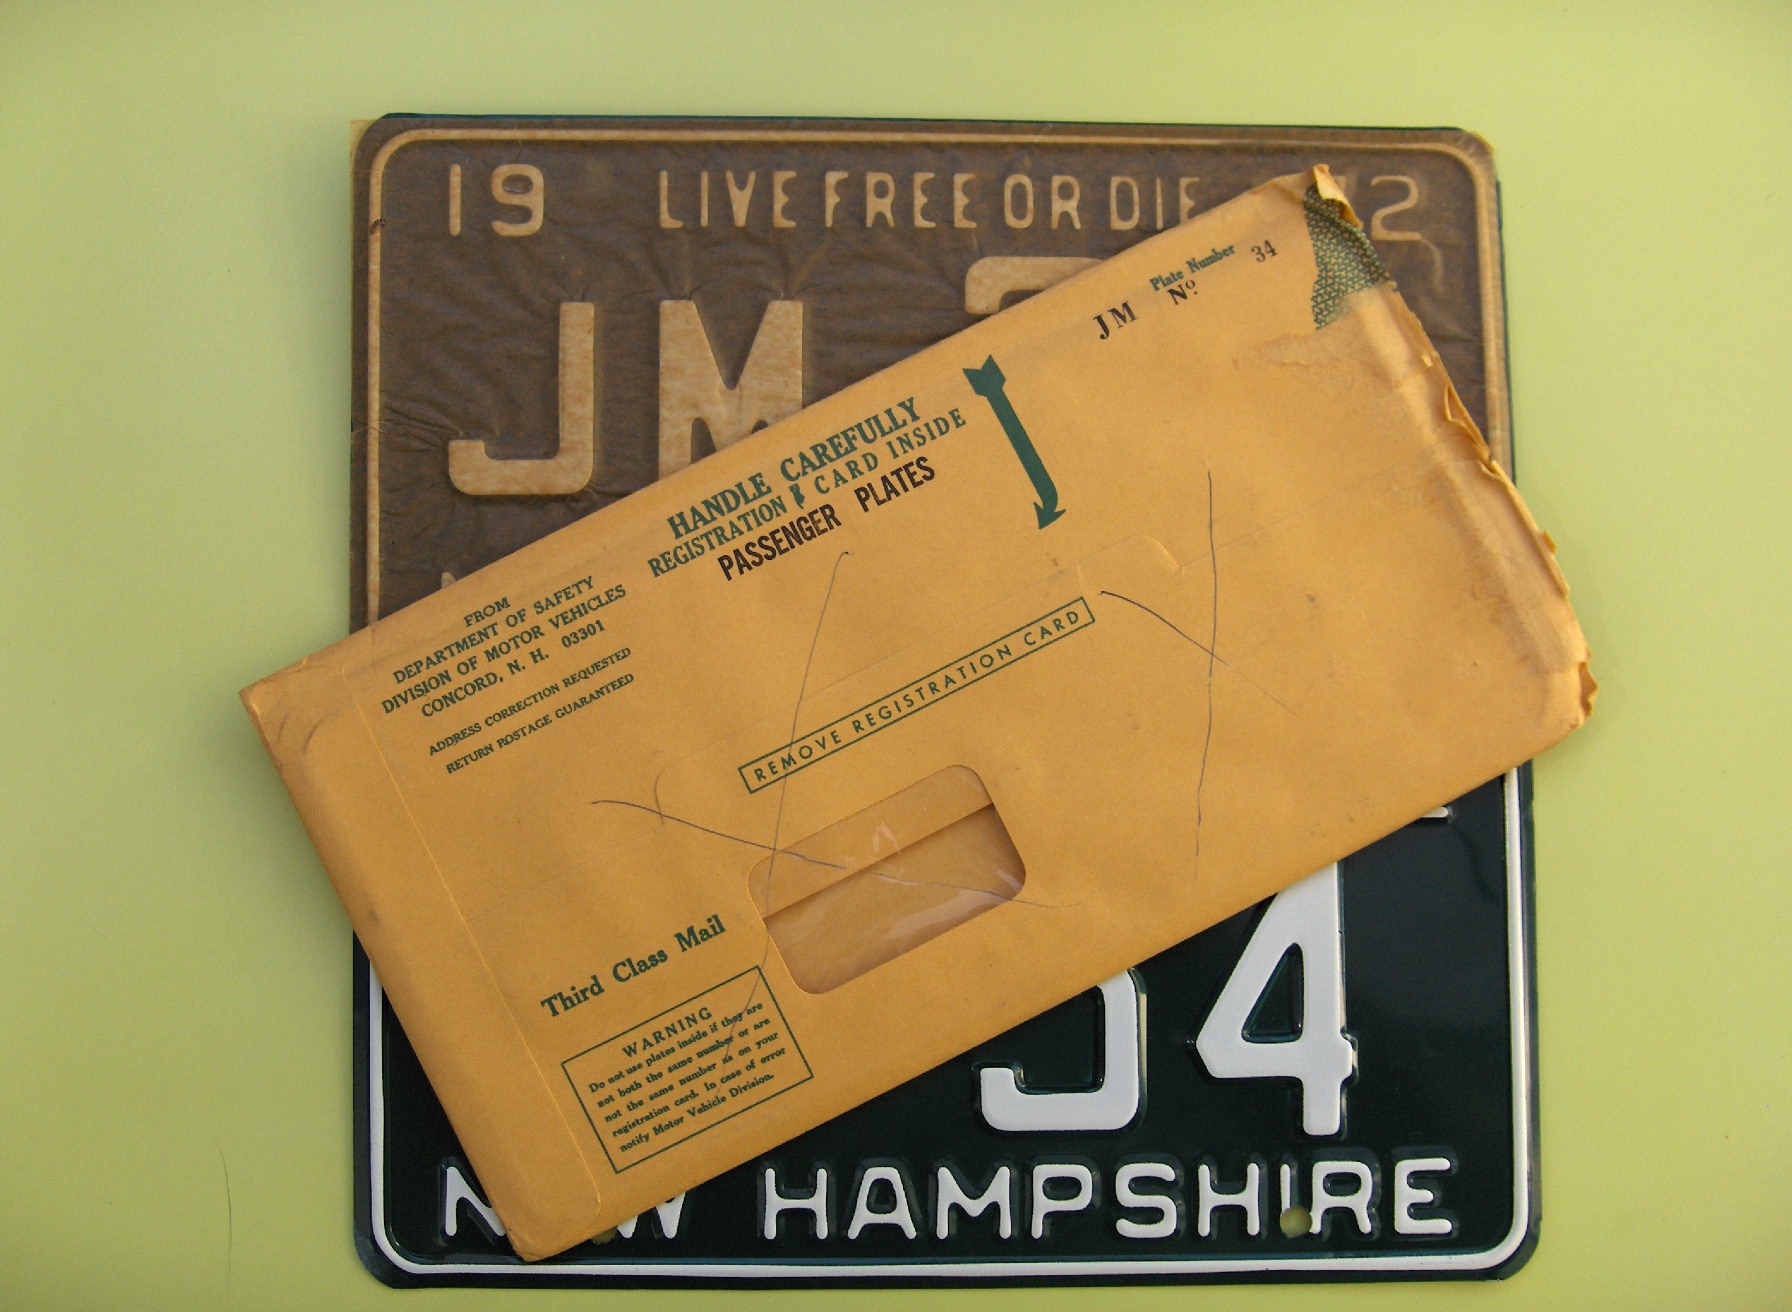 19 LIVE FREE OR DIE 2
JM
Plate Number
JM Nº 34
HANDLE CAREFULLY
REGISTRATION CARD INSIDE
PASSENGER PLATES
FROM
DEPARTMENT OF SAFETY
DIVISION OF MOTOR VEHICLES
CONCORD, N. H. 03301
ADDRESS CORRECTION REQUESTED
RETURN POSTAGE GUARANTEED
REMOVE REGISTRATION CARD
Third Class Mail
WARNING
Do not use plates inside if they are
not both the same number or are
not the same number as on your
registration card. In case of error
notify Motor Vehicle Division.
34
NEW HAMPSHIRE